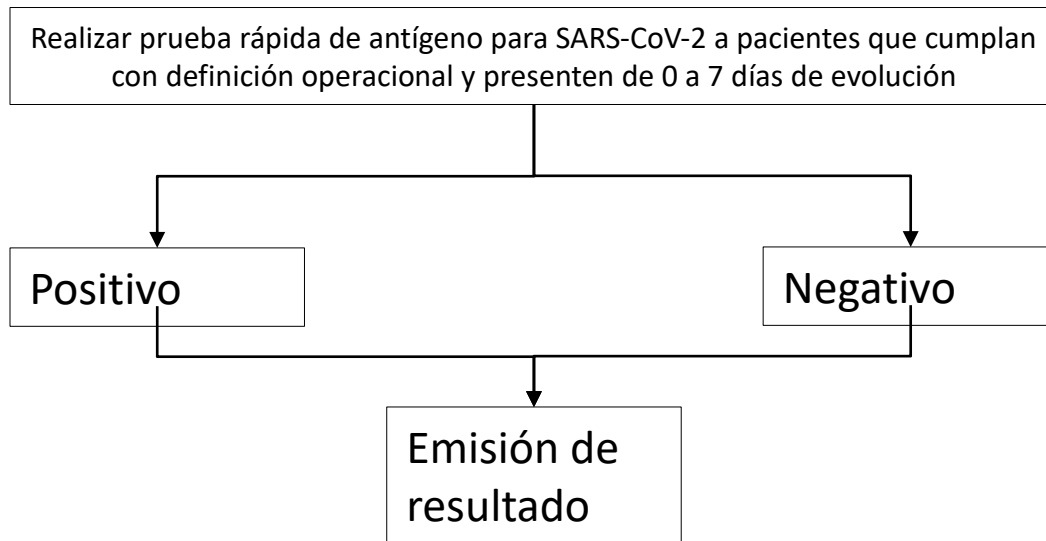 Realizar prueba rápida de antígeno para SARS-CoV-2 a pacientes que cumplan
con definición operacional y presenten de 0 a 7 días de evolución
Positivo
Negativo
Emisión de
resultado